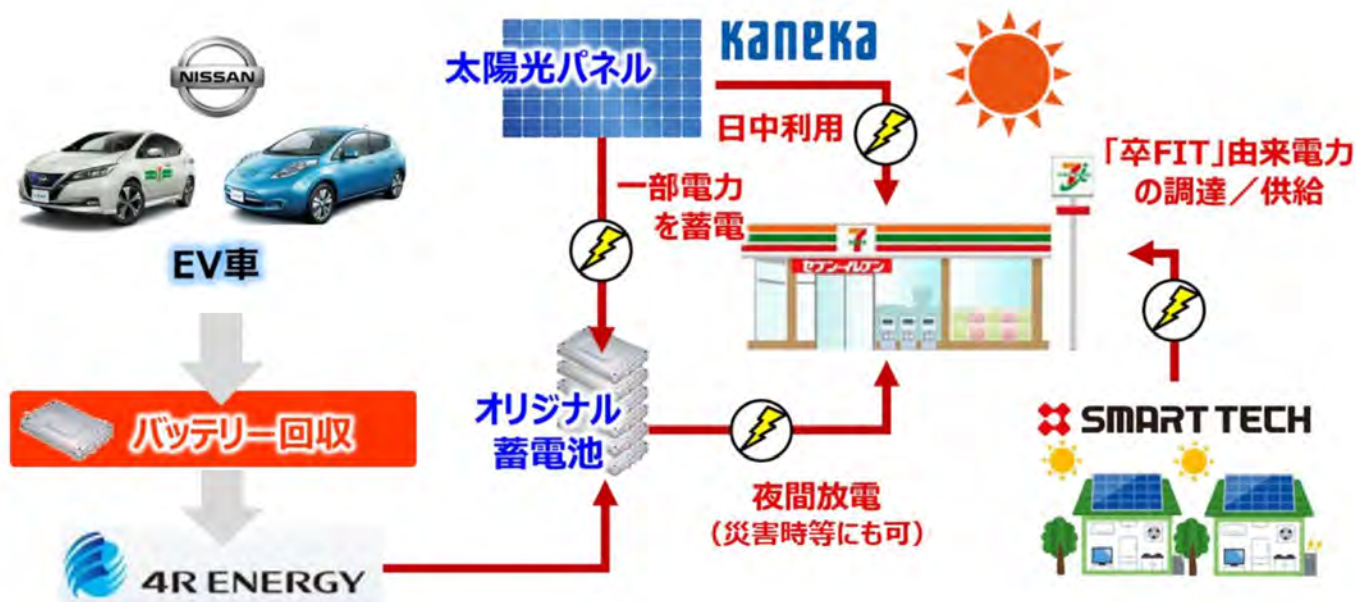 NISSAN
EV車
バッテリー回収
4R ENERGY
太陽光パネル
Kaneka
日中利用
一部電力
を蓄電
オリジナル
蓄電池
夜間放電
(災害時等にも可)
7
セブン-イレブン
「卒FIT」由来電力
の調達／供給
SMART TECH